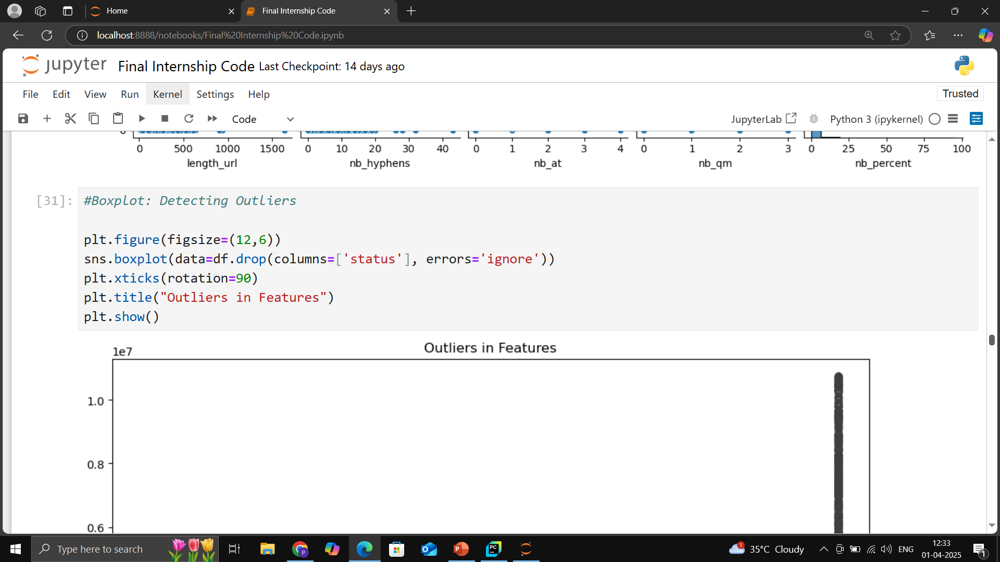 Home
Final Internship Code
localhost:8888/notebooks/Final%20Internship%20Code.ipynb
jupyter Final Internship Code Last Checkpoint: 14 days ago
File Edit View Run Kernel Settings Help
Trusted
Code
JupyterLab
Python 3 (ipykernel)
0 500 1000 1500 0 10 20 30 40 0 1 2 3 4 0 1 2 3 0 25 50 75 100
length_url nb_hyphens nb_at nb_qm nb_percent
[31]: #Boxplot: Detecting Outliers
plt.figure(figsize=(12,6))
sns.boxplot(data=df.drop(columns=['status'], errors='ignore'))
plt.xticks(rotation=90)
plt.title("Outliers in Features")
plt.show()
Outliers in Features
1e7
1.0
0.8
0.6
Type here to search
35°C Cloudy
ENG
12:33
01-04-2025
1
1